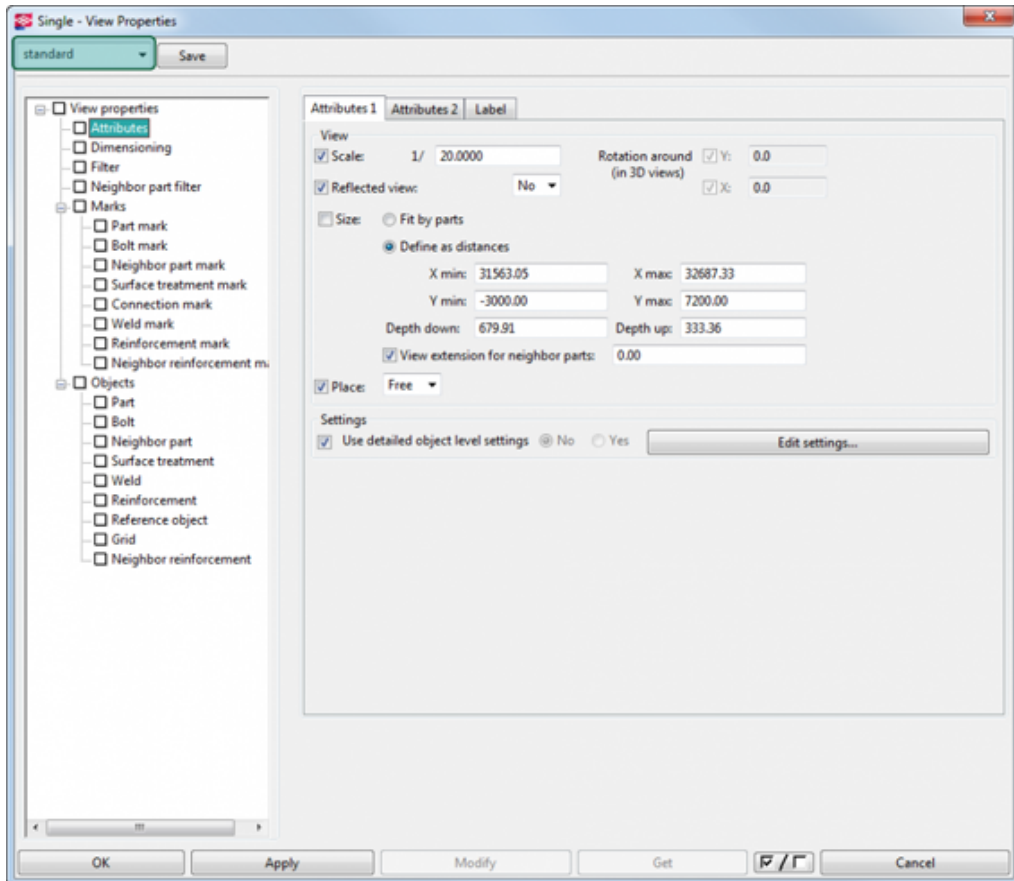 Single - View Properties
standard Save
View properties
Attributes
Dimensioning
Filter
Neighbor part filter
Marks
Part mark
Bolt mark
Neighbor part mark
Surface treatment mark
Connection mark
Weld mark
Reinforcement mark
Neighbor reinforcement ma
Objects
Part
Bolt
Neighbor part
Surface treatment
Weld
Reinforcement
Reference object
Grid
Neighbor reinforcement
Attributes 1 Attributes 2 Label
View
Scale: 1/ 20.0000 Rotation around Y: 0.0
(in 3D views)
Reflected view: No X: 0.0
Size: Fit by parts
Define as distances
X min: 31563.05 X max: 32687.33
Y min: -3000.00 Y max: 7200.00
Depth down: 679.91 Depth up: 333.36
View extension for neighbor parts: 0.00
Place: Free
Settings
Use detailed object level settings No Yes Edit settings...
OK Apply Modify Get / Cancel